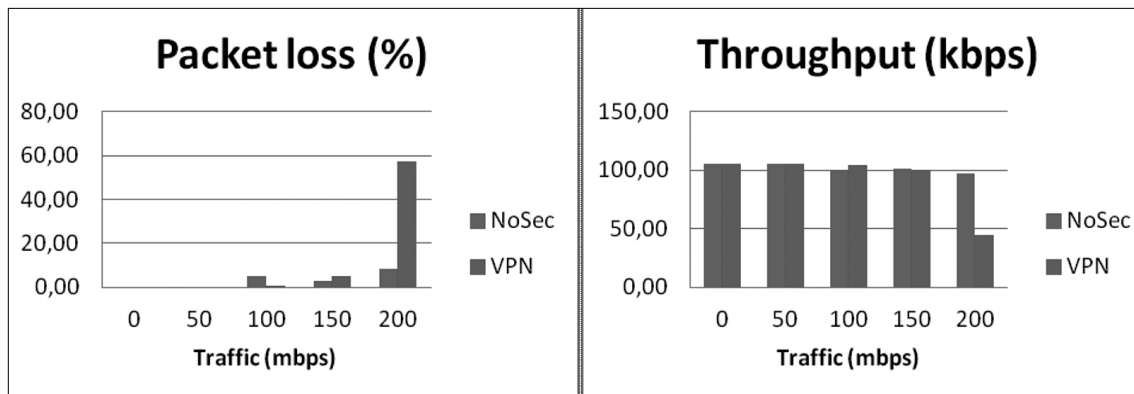 Packet loss (%)
80,00
60,00
40,00
20,00
0,00
0 50 100 150 200
Traffic (mbps)
NoSec
VPN
Throughput (kbps)
150,00
100,00
50,00
0,00
0 50 100 150 200
Traffic (mbps)
NoSec
VPN